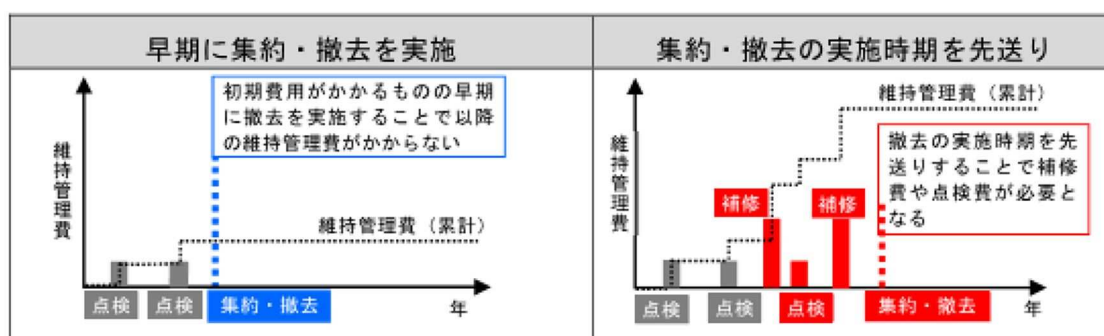 早期に集約・撤去を実施
初期費用がかかるものの早期
に撤去を実施することで以降
の維持管理費がかからない
維持管理費
維持管理費（累計）
点検
点検
集約・撤去
年
集約・撤去の実施時期を先送り
維持管理費（累計）
撤去の実施時期を先
送りすることで補修
費や点検費が必要と
なる
維持管理費
補修
補修
点検
点検
点検
集約・撤去
年